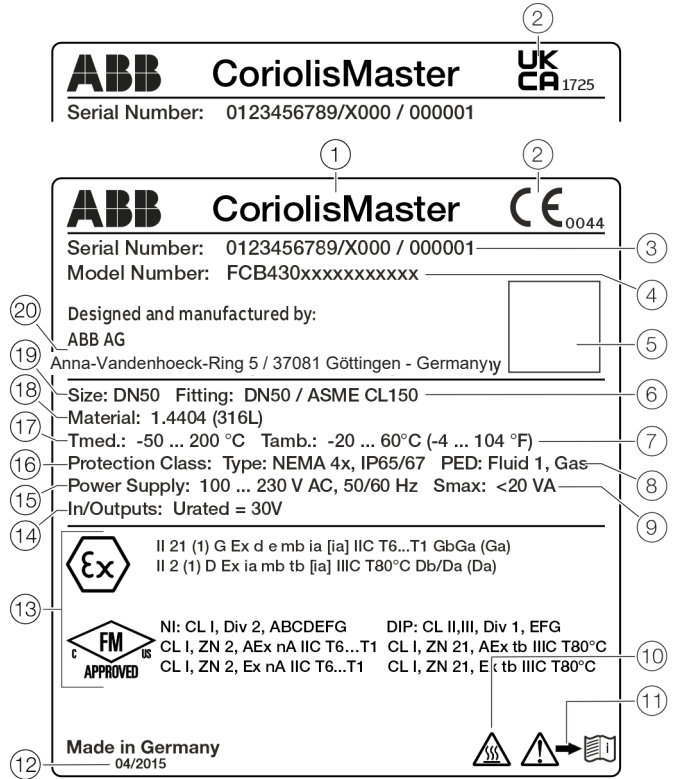 2
ABB CoriolisMaster UK CA 1725
Serial Number: 0123456789/X000 / 000001
1 2
ABB CoriolisMaster CE 0044
Serial Number: 0123456789/X000 / 000001 3
Model Number: FCB430xxxxxxxxxxx 4
Designed and manufactured by:
20 ABB AG 5
Anna-Vandenhoeck-Ring 5 / 37081 Göttingen - Germany
19 Size: DN50 Fitting: DN50 / ASME CL150 6
18 Material: 1.4404 (316L)
17 Tmed.: -50 ... 200 °C Tamb.: -20 ... 60°C (-4 ... 104 °F) 7
16 Protection Class: Type: NEMA 4x, IP65/67 PED: Fluid 1, Gas 8
15 Power Supply: 100 ... 230 V AC, 50/60 Hz Smax: <20 VA 9
14 In/Outputs: Urated = 30V
Ex
II 21 (1) G Ex d e mb ia [ia] IIC T6...T1 GbGa (Ga)
II 2 (1) D Ex ia mb tb [ia] IIIC T80°C Db/Da (Da)
13
C FM US APPROVED
NI: CL I, Div 2, ABCDEFG DIP: CL II,III, Div 1, EFG
CL I, ZN 2, AEx nA IIC T6...T1 CL I, ZN 21, AEx tb IIIC T80°C
CL I, ZN 2, Ex nA IIC T6...T1 CL I, ZN 21, Ex tb IIIC T80°C
10
11
Made in Germany
12 04/2015
i